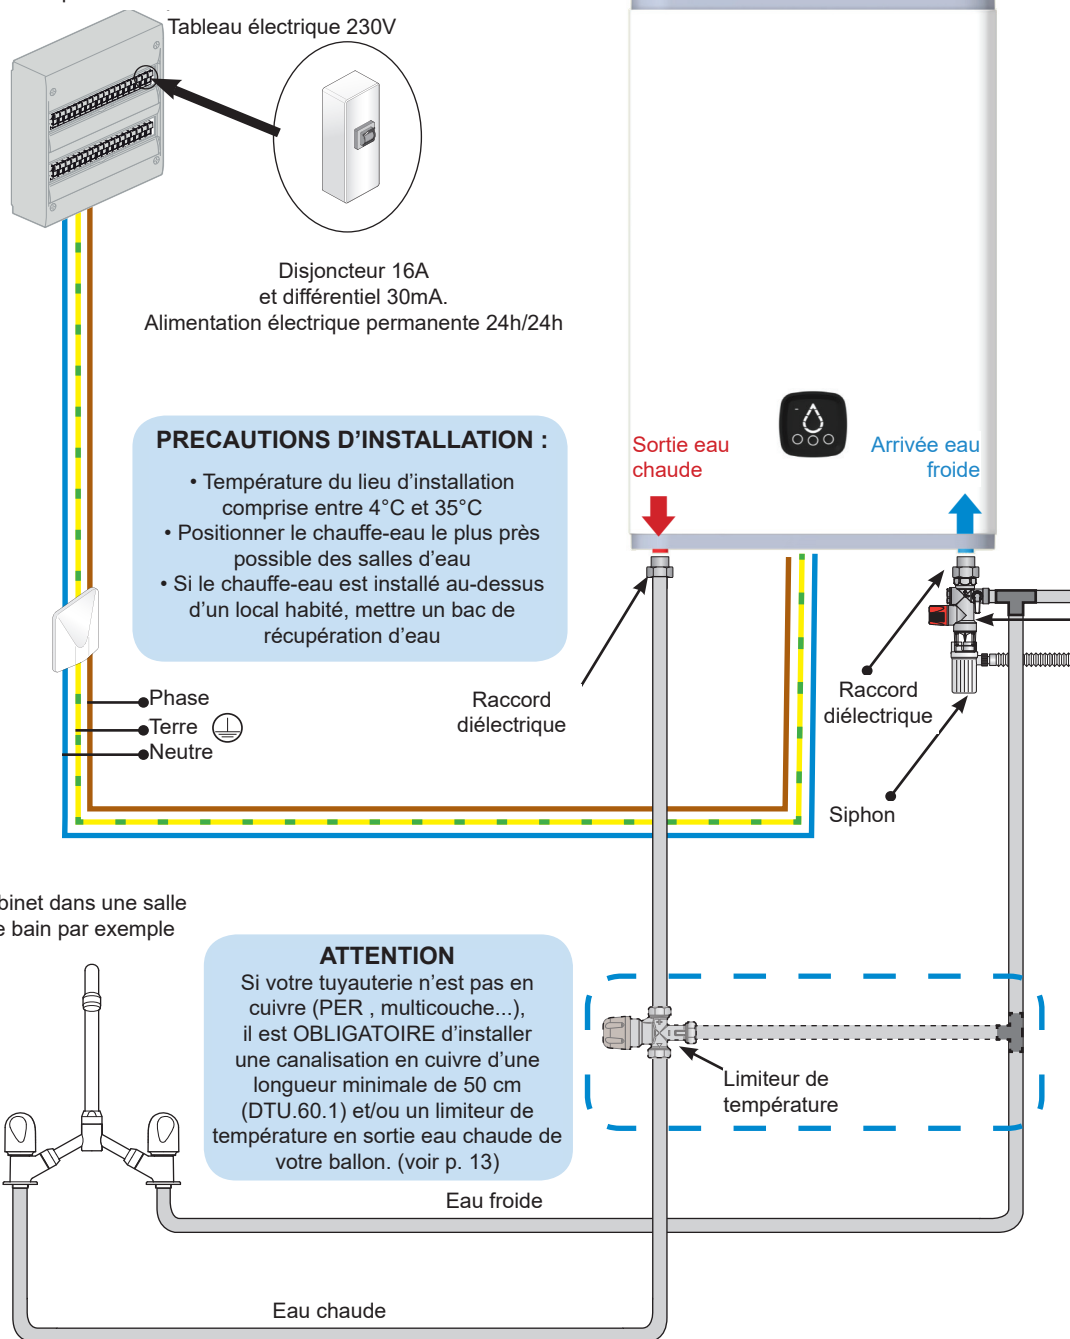 Tableau électrique 230V
Disjoncteur 16A
et différentiel 30mA.
Alimentation électrique permanente 24h/24h
PRECAUTIONS D’INSTALLATION :
• Température du lieu d’installation
comprise entre 4°C et 35°C
• Positionner le chauffe-eau le plus près
possible des salles d’eau
• Si le chauffe-eau est installé au-dessus
d’un local habité, mettre un bac de
récupération d’eau
Sortie eau
chaude
Arrivée eau
froide
Phase
Terre
Neutre
Raccord
diélectrique
Raccord
diélectrique
Siphon
binet dans une salle
e bain par exemple
ATTENTION
Si votre tuyauterie n’est pas en
cuivre (PER , multicouche...),
il est OBLIGATOIRE d’installer
une canalisation en cuivre d’une
longueur minimale de 50 cm
(DTU.60.1) et/ou un limiteur de
température en sortie eau chaude de
votre ballon. (voir p. 13)
Limiteur de
température
Eau froide
Eau chaude